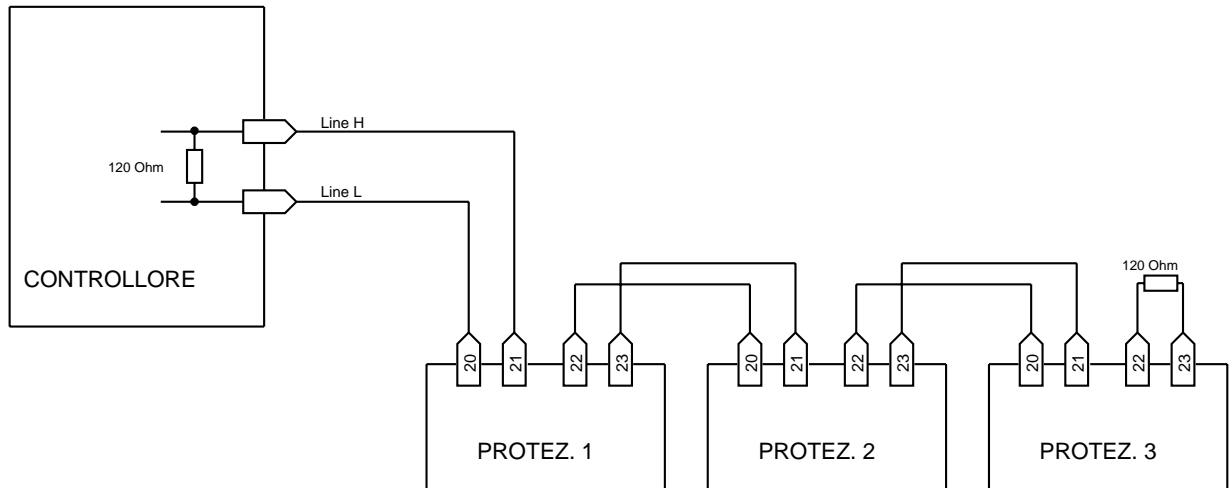 Line H
120 Ohm
Line L
CONTROLLORE
120 Ohm
20
21
22
23
20
21
22
23
20
21
22
23
PROTEZ. 1
PROTEZ. 2
PROTEZ. 3